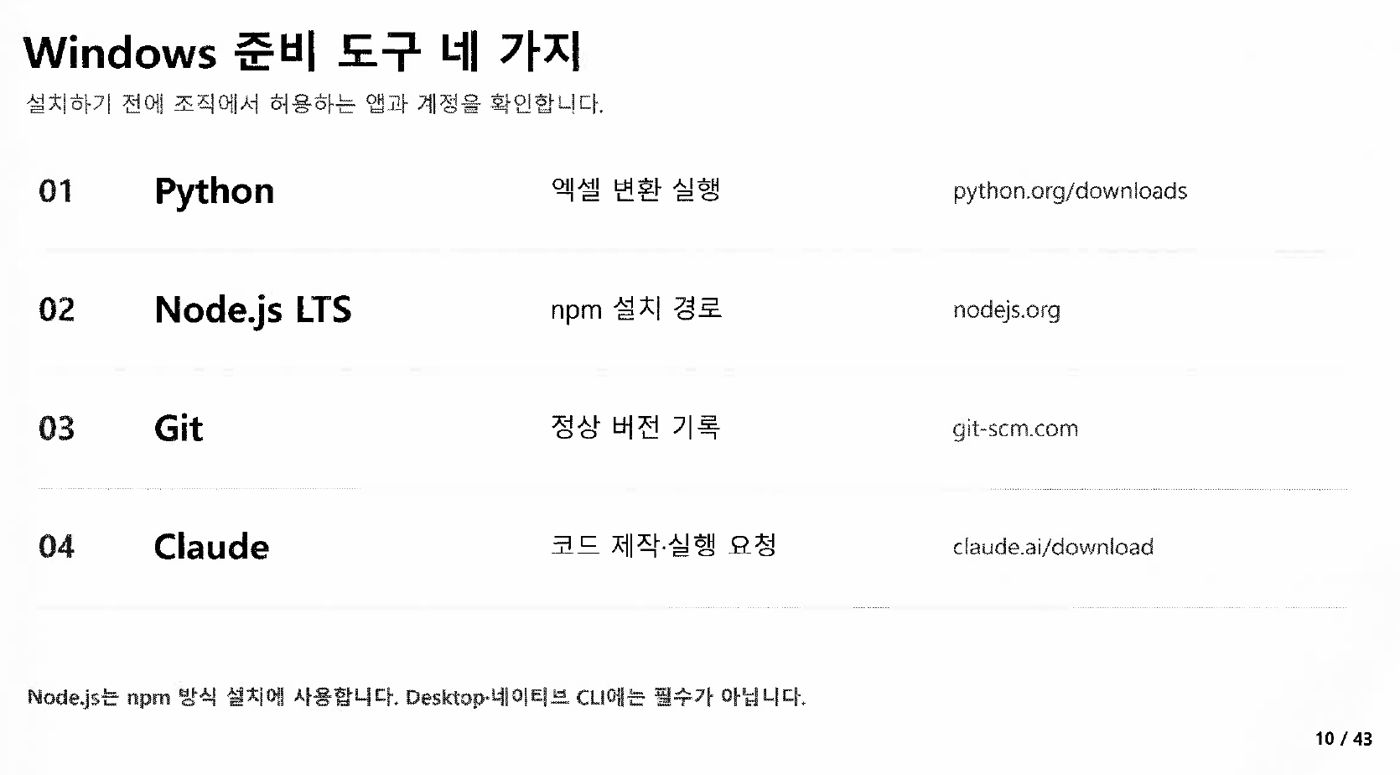 Windows 준비 도구 네 가지
설치하기 전에 조직에서 허용하는 앱과 계정을 확인합니다.
01 Python 엑셀 변환 실행 python.org/downloads
02 Node.js LTS npm 설치 경로 nodejs.org
03 Git 정상 버전 기록 git-scm.com
04 Claude 코드 제작·실행 요청 claude.ai/download
Node.js는 npm 방식 설치에 사용합니다. Desktop·네이티브 CLI에는 필수가 아닙니다.
10 / 43